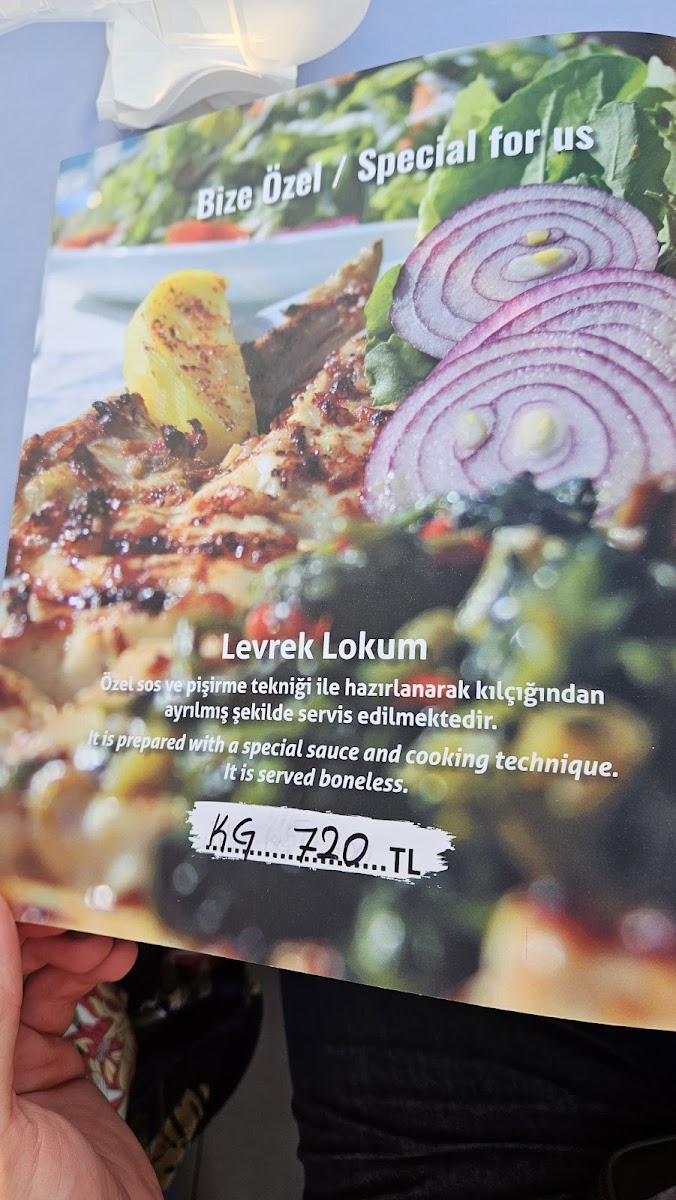 Bize Özel / Special for us
Levrek Lokum
Özel sos ve pişirme tekniği ile hazırlanarak kılçığından
ayrılmış şekilde servis edilmektedir.
It is prepared with a special sauce and cooking technique.
It is served boneless.
KG 720 TL